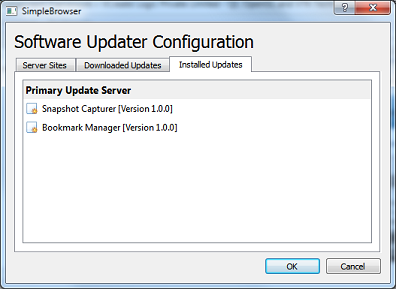 SimpleBrowser
Software Updater Configuration
Server Sites Downloaded Updates Installed Updates
Primary Update Server
Snapshot Capturer [Version 1.0.0]
Bookmark Manager [Version 1.0.0]
OK Cancel